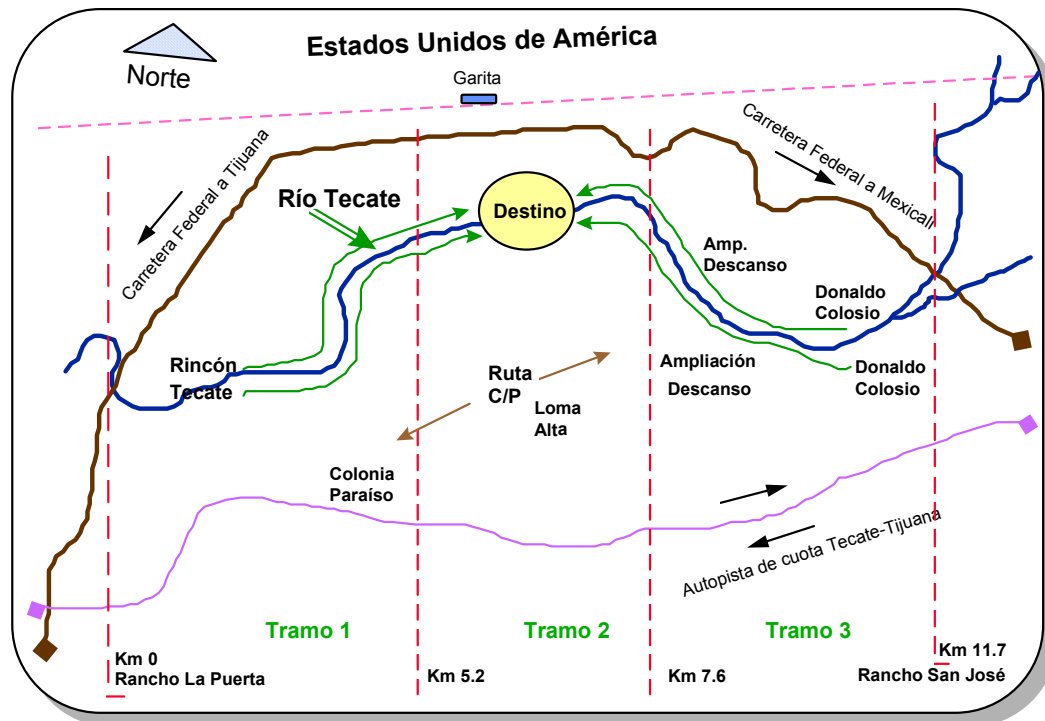 Estados Unidos de América
Norte
Garita
Carretera Federal a Tijuana
Carretera Federal a Mexicali
Río Tecate
Destino
Amp.
Descanso
Donaldo
Colosio
Rincón
Tecate
Ruta
C/P
Loma
Alta
Ampliación
Descanso
Donaldo
Colosio
Colonia
Paraíso
Autopista de cuota Tecate-Tijuana
Tramo 1
Tramo 2
Tramo 3
Km 0
Rancho La Puerta
Km 5.2
Km 7.6
Km 11.7
Rancho San José